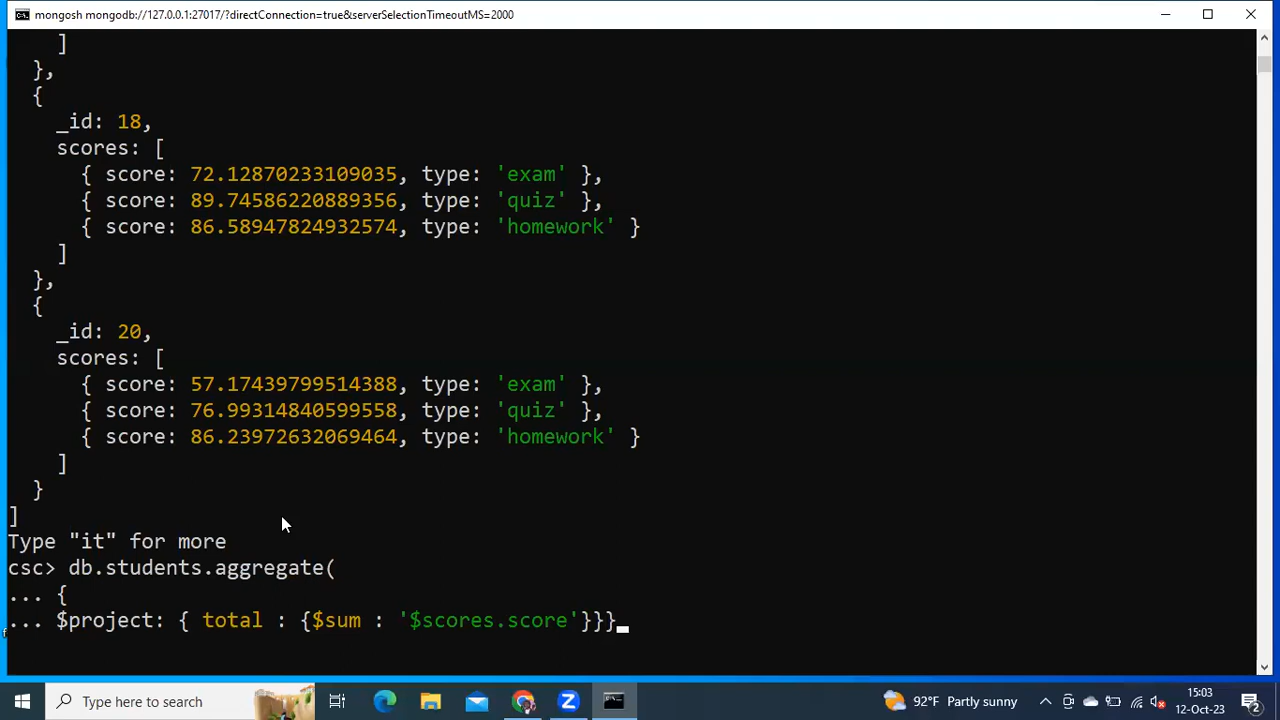 mongosh mongodb://127.0.0.1:27017/?directConnection=true&serverSelectionTimeoutMS=2000
]
},
{
_id: 18,
scores: [
{ score: 72.12870233109035, type: 'exam' },
{ score: 89.74586220889356, type: 'quiz' },
{ score: 86.58947824932574, type: 'homework' }
]
},
{
_id: 20,
scores: [
{ score: 57.17439799514388, type: 'exam' },
{ score: 76.99314840599558, type: 'quiz' },
{ score: 86.23972632069464, type: 'homework' }
]
}
]
Type "it" for more
csc> db.students.aggregate(
... {
... $project: { total : {$sum : '$scores.score'}}}
Type here to search
92°F Partly sunny
15:03
12-Oct-23
2